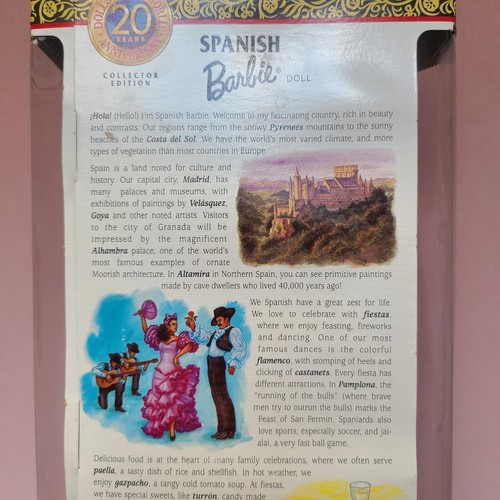 DOLLS
20
YEARS
ANNIVERSARY
COLLECTOR
EDITION
SPANISH
Barbie® DOLL
¡Hola! (Hello!) I'm Spanish Barbie. Welcome to my fascinating country, rich in beauty
and contrasts. Our regions range from the snowy Pyrenees mountains to the sunny
beaches of the Costa del Sol. We have the world's most varied climate, and more
types of vegetation than most countries in Europe.
Spain is a land noted for culture and
history. Our capital city, Madrid, has
many palaces and museums, with
exhibitions of paintings by Velásquez,
Goya and other noted artists. Visitors
to the city of Granada will be
impressed by the magnificent
Alhambra palace, one of the world's
most famous examples of ornate
Moorish architecture. In Altamira in Northern Spain, you can see primitive paintings
made by cave dwellers who lived 40,000 years ago!
We Spanish have a great zest for life.
We love to celebrate with fiestas,
where we enjoy feasting, fireworks
and dancing. One of our most
famous dances is the colorful
flamenco, with stomping of heels and
clicking of castanets. Every fiesta has
different attractions. In Pamplona, the
"running of the bulls" (where brave
men try to outrun the bulls) marks the
Feast of San Fermin. Spaniards also
love sports, especially soccer, and jai-
alai, a very fast ball game.
Delicious food is at the heart of many family celebrations, where we often serve
paella, a tasty dish of rice and shellfish. In hot weather, we
enjoy gazpacho, a tangy cold tomato soup. At fiestas,
we have special sweets, like turrón, candy made